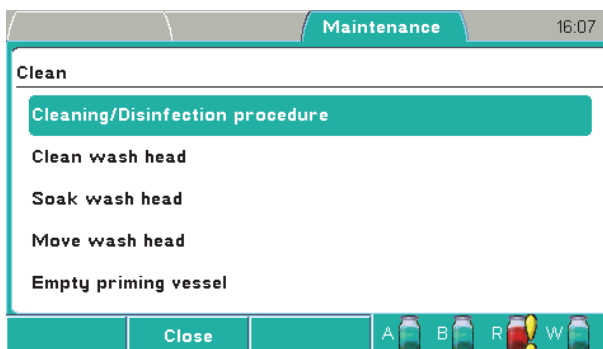 Maintenance 16:07
Clean
Cleaning/Disinfection procedure
Clean wash head
Soak wash head
Move wash head
Empty priming vessel
Close A B R W